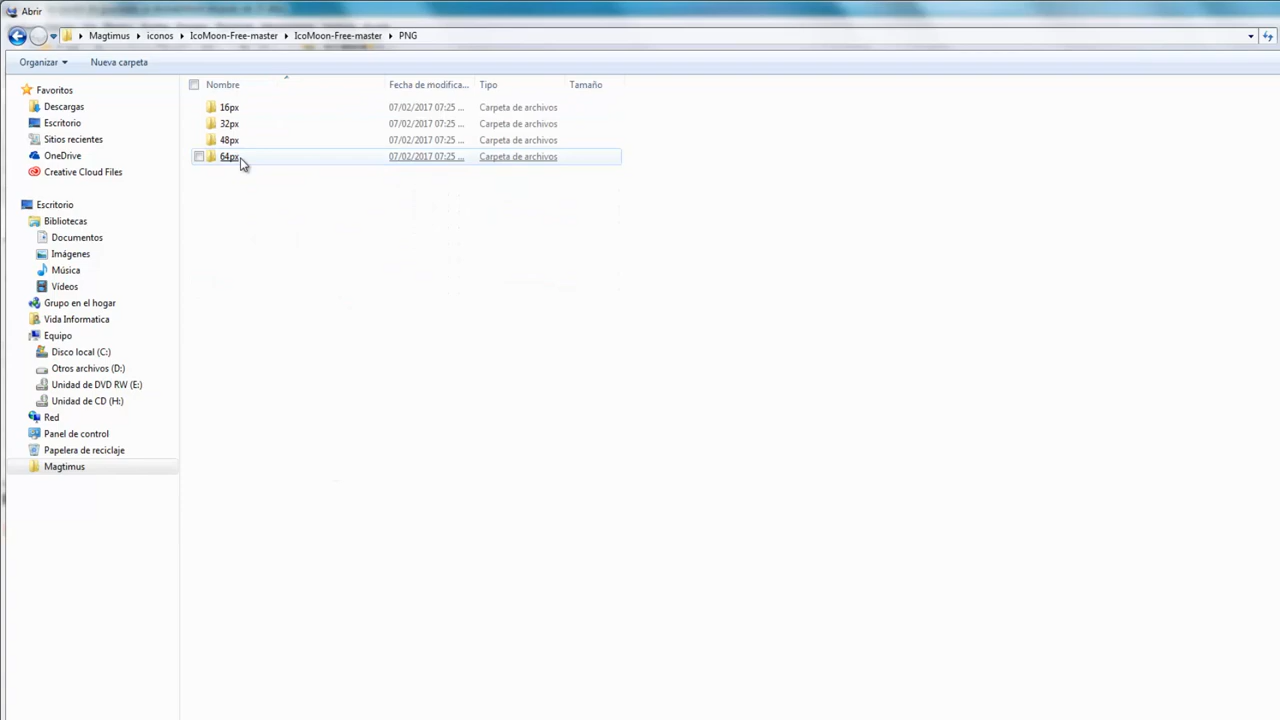 Abrir
Magtimus iconos IcoMoon-Free-master IcoMoon-Free-master PNG
Organizar Nueva carpeta
Nombre Fecha de modifica... Tipo Tamaño
16px 07/02/2017 07:25 ... Carpeta de archivos
32px 07/02/2017 07:25 ... Carpeta de archivos
48px 07/02/2017 07:25 ... Carpeta de archivos
64px 07/02/2017 07:25 ... Carpeta de archivos
Favoritos
Descargas
Escritorio
Sitios recientes
OneDrive
Creative Cloud Files
Escritorio
Bibliotecas
Documentos
Imágenes
Música
Vídeos
Grupo en el hogar
Vida Informatica
Equipo
Disco local (C:)
Otros archivos (D:)
Unidad de DVD RW (E:)
Unidad de CD (H:)
Red
Panel de control
Papelera de reciclaje
Magtimus